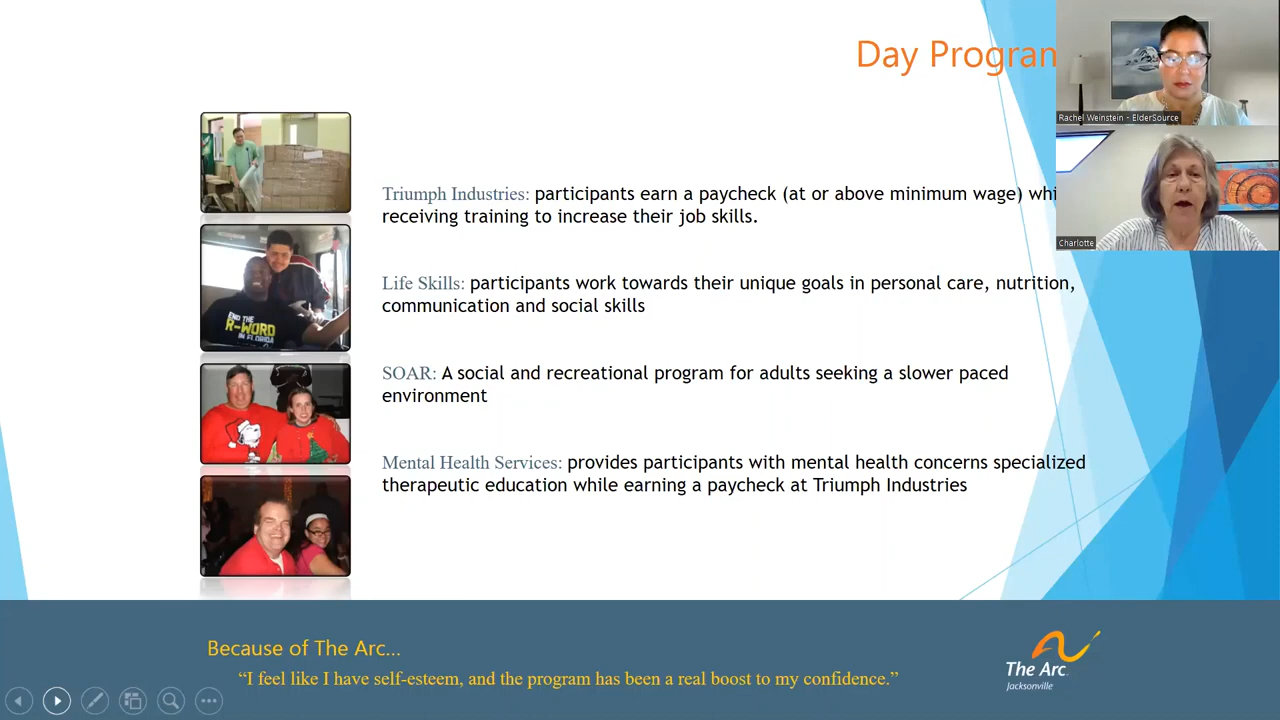 Day Program
Rachel Weinstein - ElderSource
Charlotte
Triumph Industries: participants earn a paycheck (at or above minimum wage) whi
receiving training to increase their job skills.
Life Skills: participants work towards their unique goals in personal care, nutrition,
communication and social skills
SOAR: A social and recreational program for adults seeking a slower paced
environment
Mental Health Services: provides participants with mental health concerns specialized
therapeutic education while earning a paycheck at Triumph Industries
END THE
R-WORD
IN FLORIDA
Because of The Arc...
“I feel like I have self-esteem, and the program has been a real boost to my confidence.”
The Arc
Jacksonville